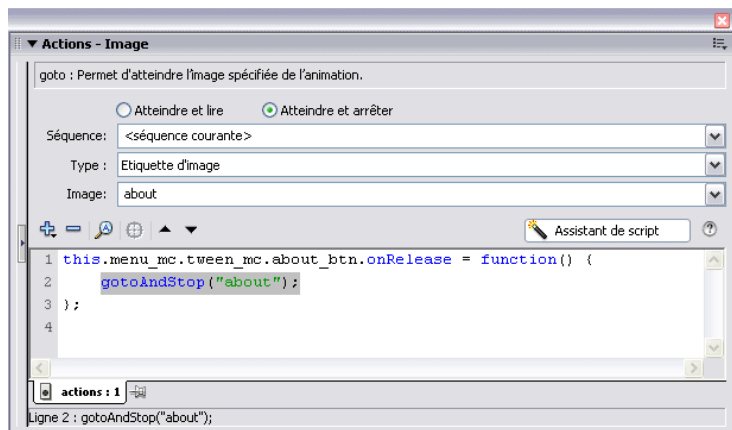 Actions - Image
goto : Permet d'atteindre l'image spécifiée de l'animation.
Atteindre et lire Atteindre et arrêter
Séquence: <séquence courante>
Type : Etiquette d'image
Image: about
Assistant de script
1 this.menu_mc.tween_mc.about_btn.onRelease = function() {
2 gotoAndStop("about");
3 };
4
actions : 1
Ligne 2 : gotoAndStop("about");